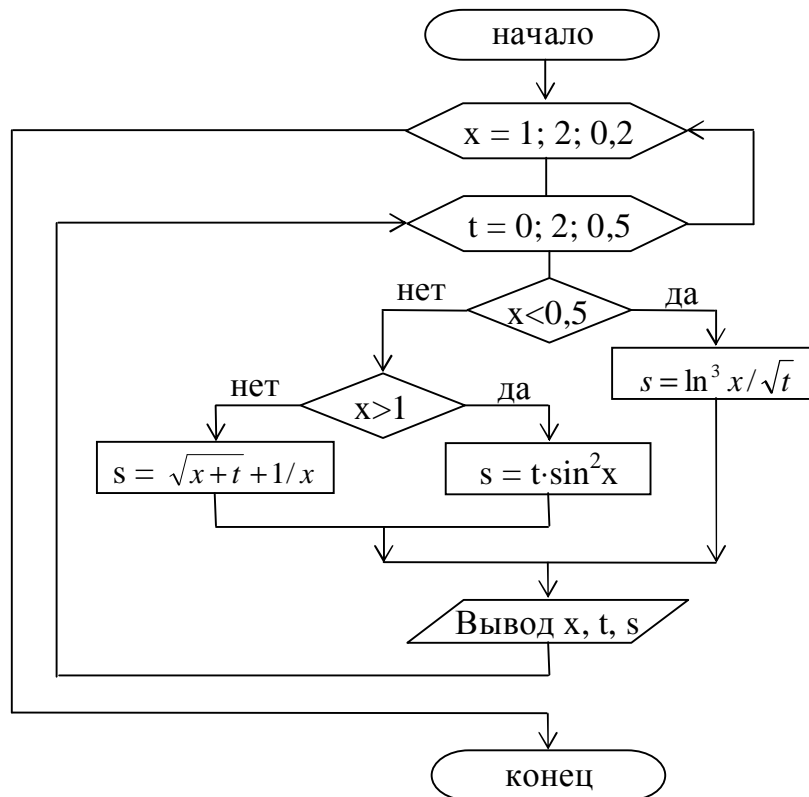 начало
x = 1; 2; 0,2
t = 0; 2; 0,5
нет
да
x<0,5
s = ln³ x / √t
нет
да
x>1
s = √x+t + 1/x
s = t·sin²x
Вывод x, t, s
конец